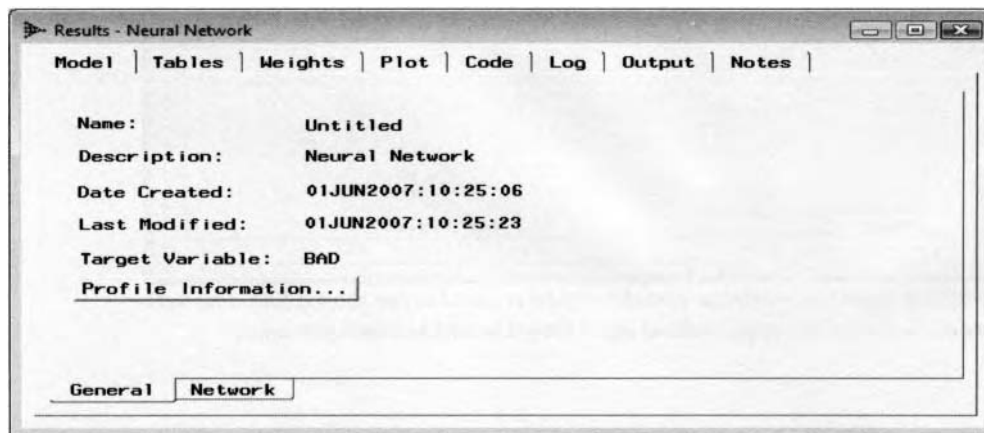 Results - Neural Network
Model Tables Weights Plot Code Log Output Notes
Name: Untitled
Description: Neural Network
Date Created: 01JUN2007:10:25:06
Last Modified: 01JUN2007:10:25:23
Target Variable: BAD
Profile Information...
General Network